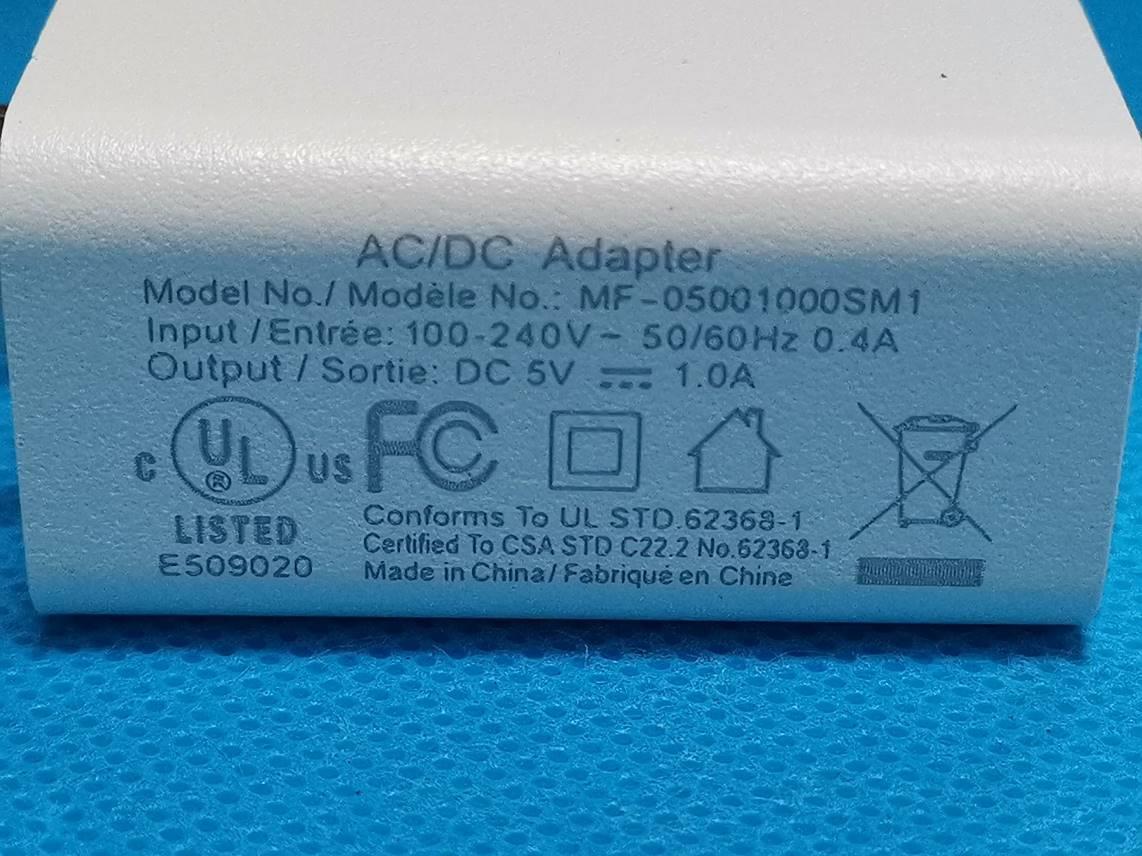 AC/DC Adapter
Model No./ Modèle No.: MF-05001000SM1
Input / Entrée: 100-240V~ 50/60Hz 0.4A
Output / Sortie: DC 5V ⎓ 1.0A
C UL® US FC
LISTED
E509020
Conforms To UL STD.62368-1
Certified To CSA STD C22.2 No.62368-1
Made in China/ Fabriqué en Chine